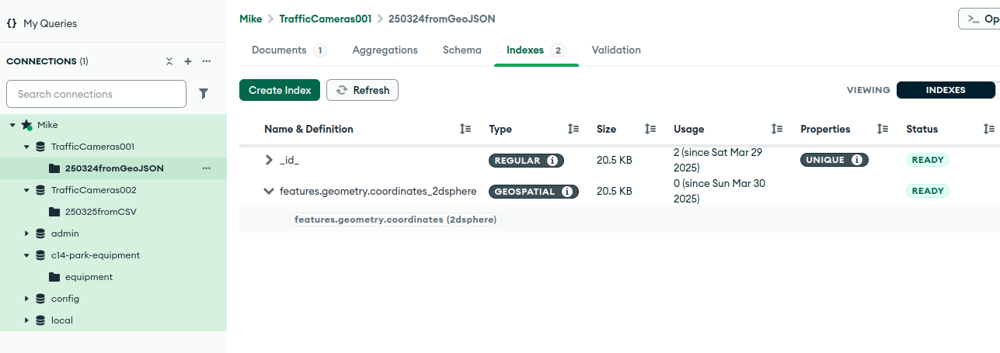 {} My Queries
CONNECTIONS (1)
Search connections
Mike
TrafficCameras001
250324fromGeoJSON
TrafficCameras002
250325fromCSV
admin
c14-park-equipment
equipment
config
local
Mike > TrafficCameras001 > 250324fromGeoJSON
>_ Op
Documents 1 Aggregations Schema Indexes 2 Validation
Create Index Refresh VIEWING INDEXES
Name & Definition Type Size Usage Properties Status
_id_ REGULAR 20.5 KB 2 (since Sat Mar 29 2025) UNIQUE READY
features.geometry.coordinates_2dsphere GEOSPATIAL 20.5 KB 0 (since Sun Mar 30 2025) READY
features.geometry.coordinates (2dsphere)